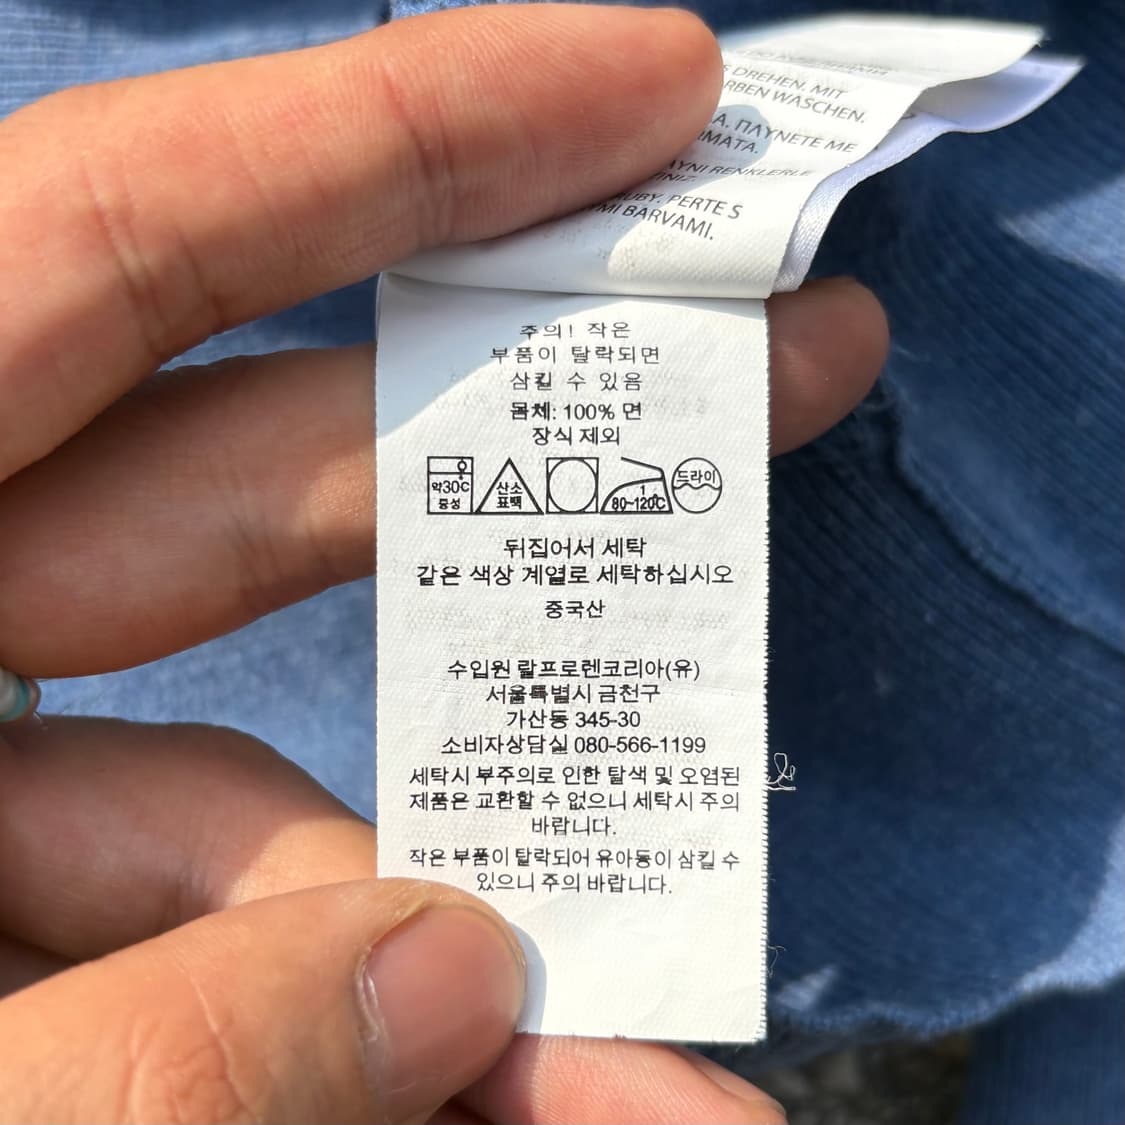 DREHEN. MIT
RBEN WASCHEN.
Α. ΠΛΥΝΕΤΕ ΜΕ
ΡΜΑΤΑ.
AYNI RENKLERLE
PERTE S
MI BARVAMI.
주의! 작은
부품이 탈락되면
삼킬 수 있음
몸체: 100% 면
장식 제외
약30℃
중성
산소
표백
1
80~120℃
드라이
뒤집어서 세탁
같은 색상 계열로 세탁하십시오
중국산
수입원 랄프로렌코리아(유)
서울특별시 금천구
가산동 345-30
소비자상담실 080-566-1199
세탁시 부주의로 인한 탈색 및 오염된
제품은 교환할 수 없으니 세탁시 주의
바랍니다.
작은 부품이 탈락되어 유아동이 삼킬 수
있으니 주의 바랍니다.